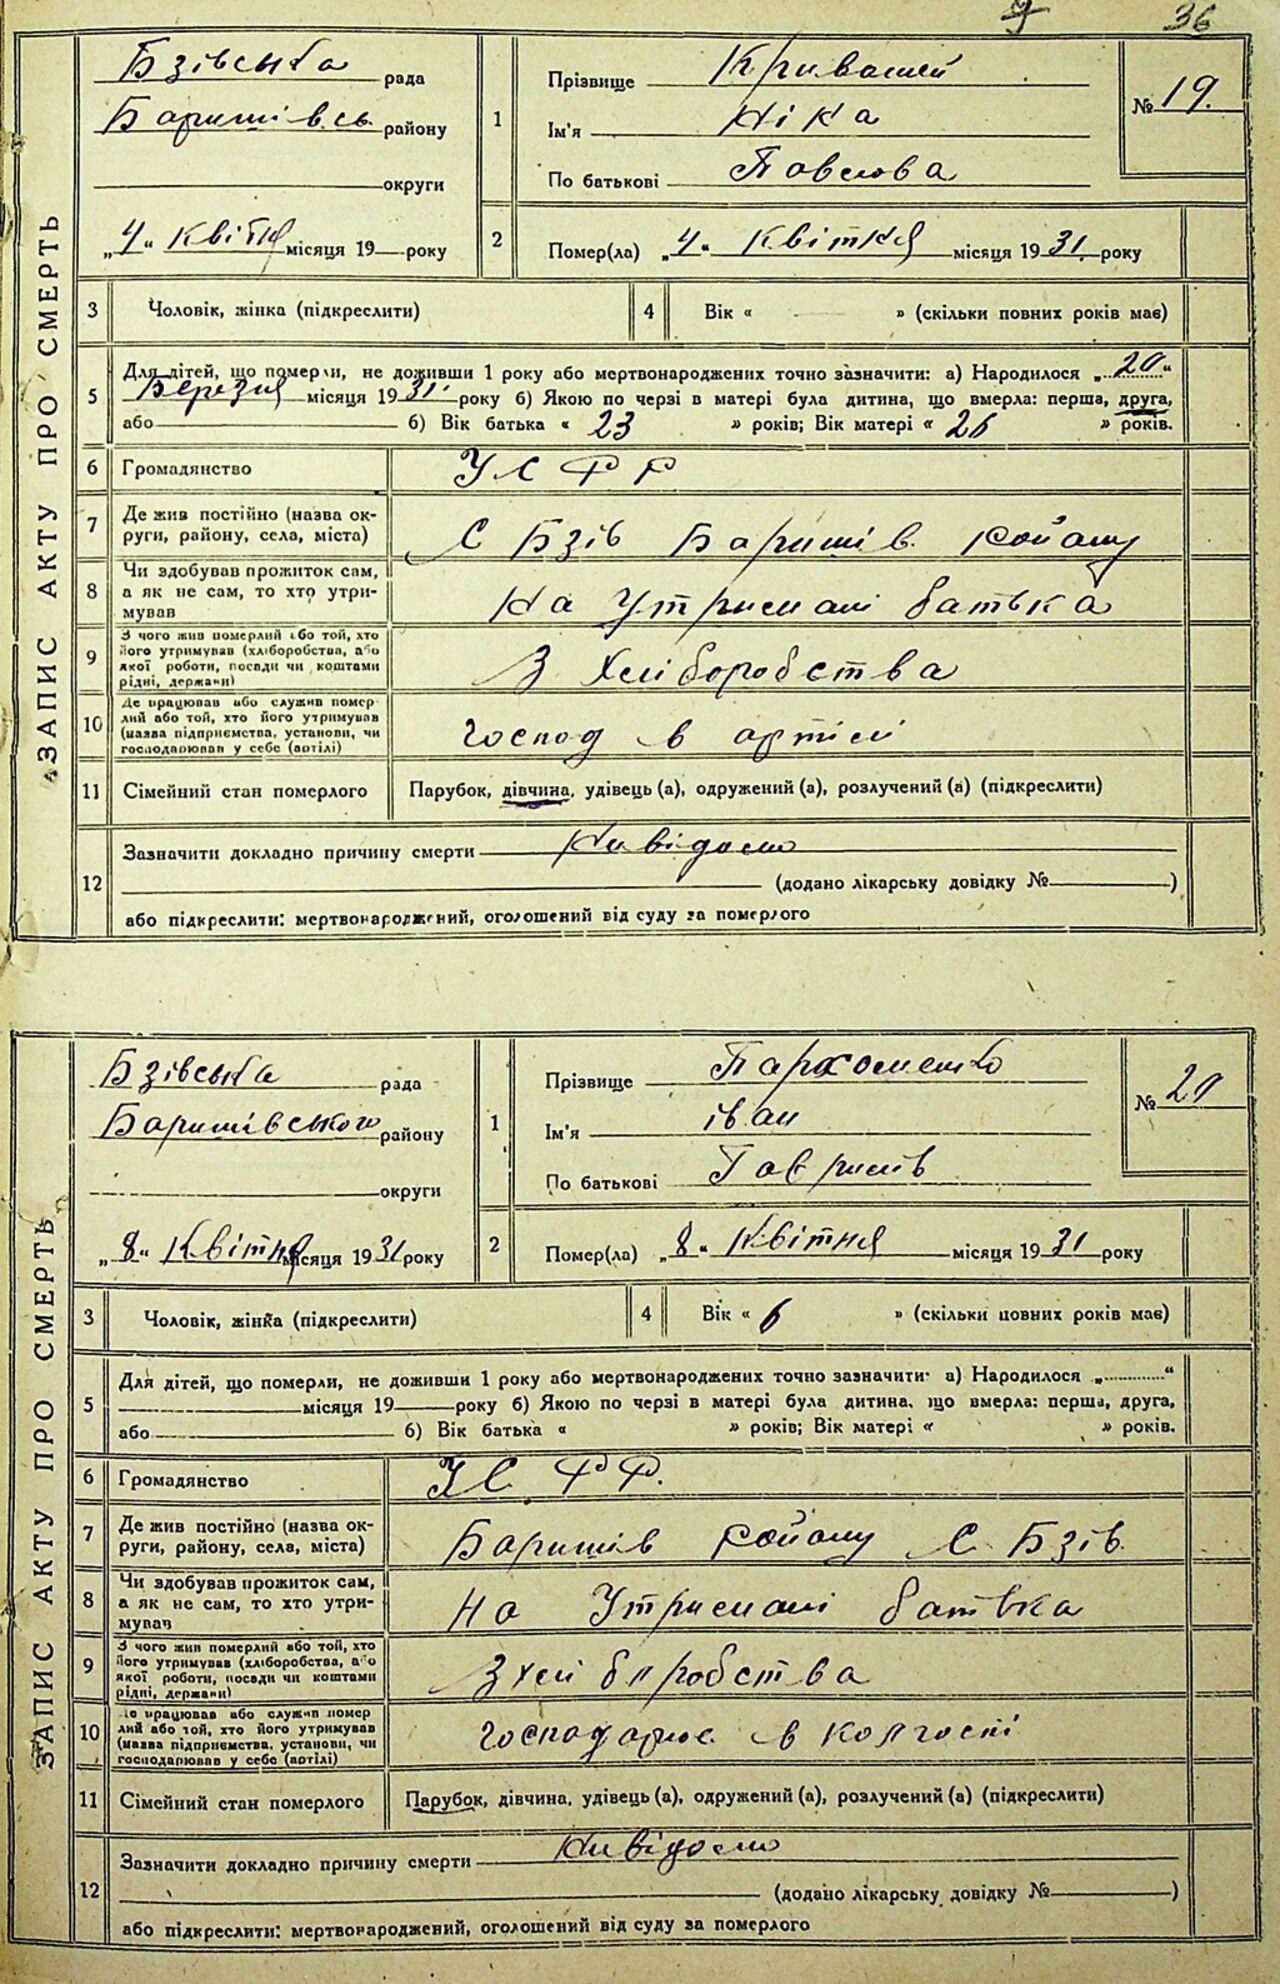 36
ЗАПИС АКТУ ПРО СМЕРТЬ
Бзівська рада
Баришівсь. району
округи
„4“ квітня місяця 19 року
1
Прізвище
Ім'я Ніка
По батькові Павлова
№ 19.
2
Помер(ла) „4“ квітня місяця 1931. року
3
Чоловік, жінка (підкреслити)
4
Вік « — » (скільки повних років має)
5
Для дітей, що померли, не доживши 1 року або мертвонароджених точно зазначити: а) Народилося „20“
Березня місяця 1931. року б) Якою по черзі в матері була дитина, що вмерла: перша, друга,
або б) Вік батька « 23 » років; Вік матері « 26 » років.
6
Громадянство
УСРР
7
Де жив постійно (назва ок-
руги, району, села, міста)
С Бзів Баришів. Району
8
Чи здобував прожиток сам,
а як не сам, то хто утри-
мував
На Утримані батька
9
З чого жив померлий або той, хто
його утримував (хліборобства, або
якої роботи, посади чи коштами
рідні, держави)
З Хліборобства
10
Де працював або служив помер-
лий або той, хто його утримував
(назва підприємства, установи, чи
господарював у себе (артілі)
Господ в артілі
11
Сімейний стан померлого
Парубок, дівчина, удівець (а), одружений (а), розлучений (а) (підкреслити)
12
Зазначити докладно причину смерти Нивідомо
(додано лікарську довідку № )
або підкреслити: мертвонароджений, оголошений від суду за померлого
ЗАПИС АКТУ ПРО СМЕРТЬ
Бзівська рада
Баришівського району
округи
„8“ Квітня місяця 1931 року
1
Прізвище Пархоменко
Ім'я іван
По батькові Гаврилів
№ 20
2
Помер(ла) „8“ Квітня місяця 1931 року
3
Чоловік, жінка (підкреслити)
4
Вік « 6 » (скільки повних років має)
5
Для дітей, що померли, не доживши 1 року або мертвонароджених точно зазначити: а) Народилося „ “
місяця 19 року б) Якою по черзі в матері була дитина, що вмерла: перша, друга,
або б) Вік батька « » років; Вік матері « » років.
6
Громадянство
УСРР.
7
Де жив постійно (назва ок-
руги, району, села, міста)
Баришів Району С. Бзів.
8
Чи здобував прожиток сам,
а як не сам, то хто утри-
мував
На Утримані батька
9
З чого жив померлий або той, хто
його утримував (хліборобства, або
якої роботи, посади чи коштами
рідні, держави)
З хліборобства
10
Де працював або служив помер
лий або той, хто його утримував
(назва підприємства, установи, чи
господарював у себе (артілі)
Господарює. в колгоспі
11
Сімейний стан померлого
Парубок, дівчина, удівець (а), одружений (а), розлучений (а) (підкреслити)
12
Зазначити докладно причину смерти Нивідомо
(додано лікарську довідку № )
або підкреслити: мертвонароджений, оголошений від суду за померлого